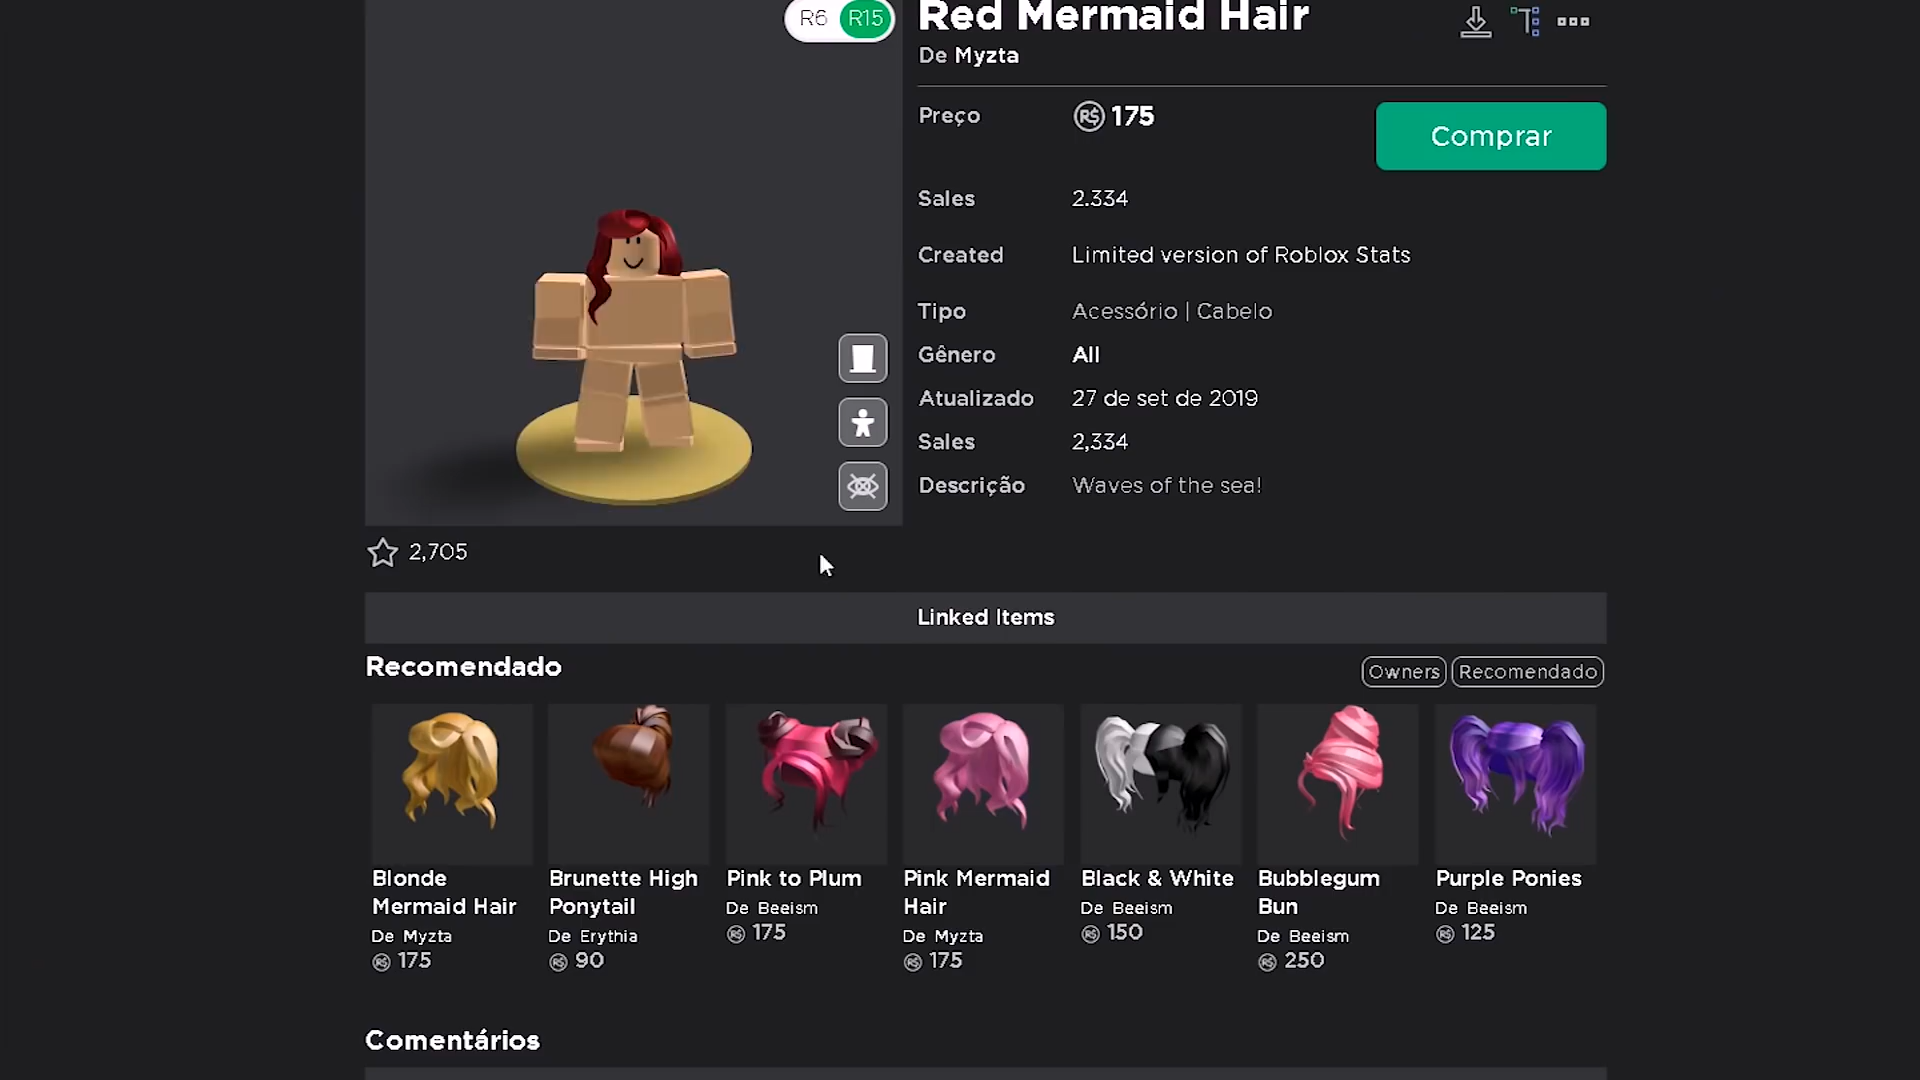 R6 R15
Red Mermaid Hair
De Myzta
Preço R$ 175
Comprar
Sales 2.334
Created Limited version of Roblox Stats
Tipo Acessório | Cabelo
Gênero All
Atualizado 27 de set de 2019
Sales 2,334
Descrição Waves of the sea!
2,705
Linked Items
Recomendado
Owners Recomendado
Blonde
Mermaid Hair
De Myzta
R$ 175
Brunette High
Ponytail
De Erythia
R$ 90
Pink to Plum
De Beeism
R$ 175
Pink Mermaid
Hair
De Myzta
R$ 175
Black & White
De Beeism
R$ 150
Bubblegum
Bun
De Beeism
R$ 250
Purple Ponies
De Beeism
R$ 125
Comentários